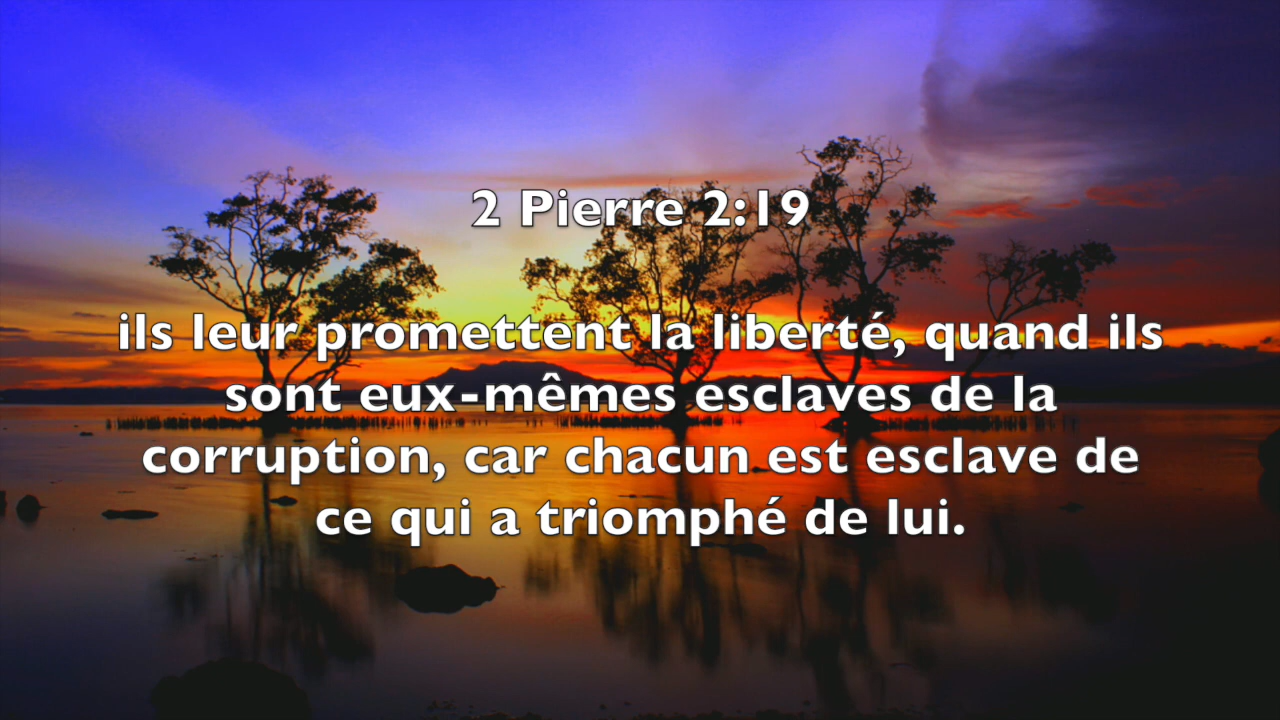 2 Pierre 2:19
ils leur promettent la liberté, quand ils
sont eux-mêmes esclaves de la
corruption, car chacun est esclave de
ce qui a triomphé de lui.